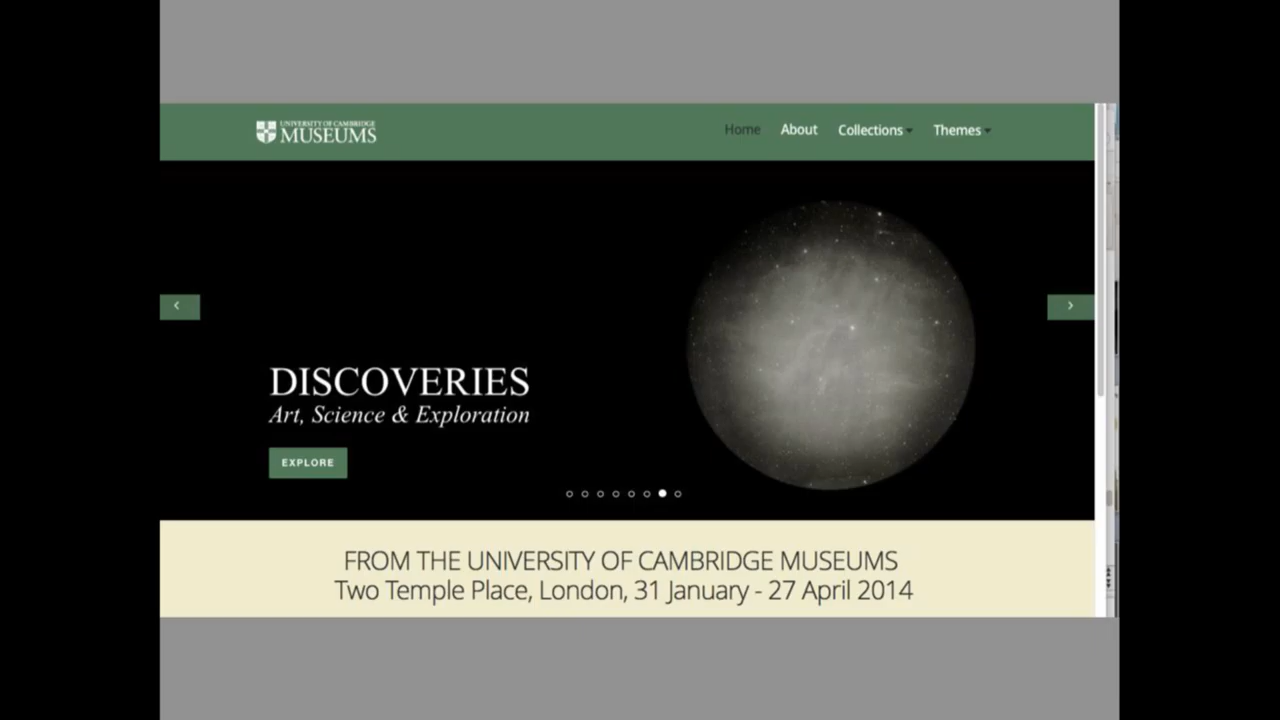 UNIVERSITY OF CAMBRIDGE
MUSEUMS
Home About Collections Themes
DISCOVERIES
Art, Science & Exploration
EXPLORE
FROM THE UNIVERSITY OF CAMBRIDGE MUSEUMS
Two Temple Place, London, 31 January - 27 April 2014